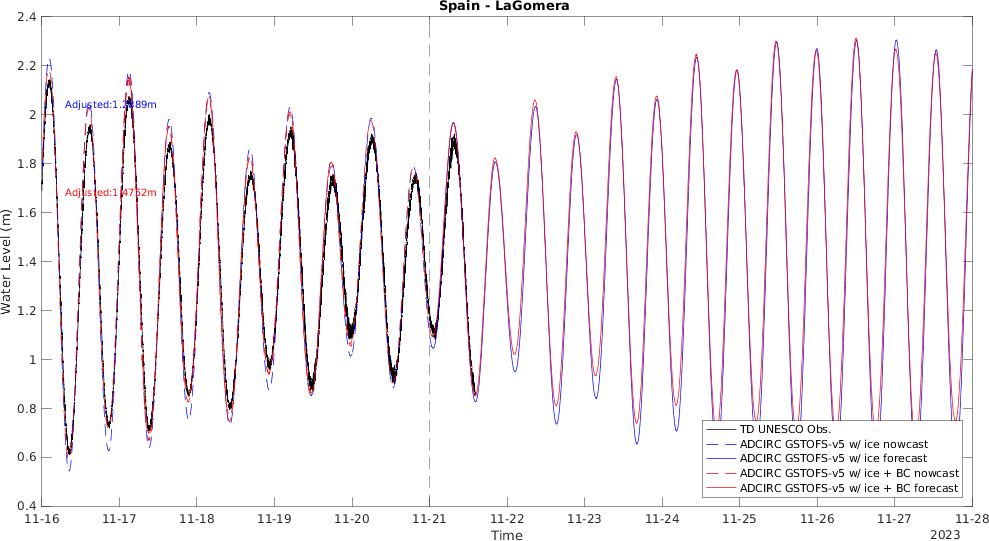 Spain - LaGomera
2.4
2.2
2
1.8
1.6
1.4
1.2
1
0.8
0.6
0.4
Water Level (m)
Adjusted:1.2889m
Adjusted:1.4752m
TD UNESCO Obs.
ADCIRC GSTOFS-v5 w/ ice nowcast
ADCIRC GSTOFS-v5 w/ ice forecast
ADCIRC GSTOFS-v5 w/ ice + BC nowcast
ADCIRC GSTOFS-v5 w/ ice + BC forecast
11-16 11-17 11-18 11-19 11-20 11-21 11-22 11-23 11-24 11-25 11-26 11-27 11-28
Time
2023